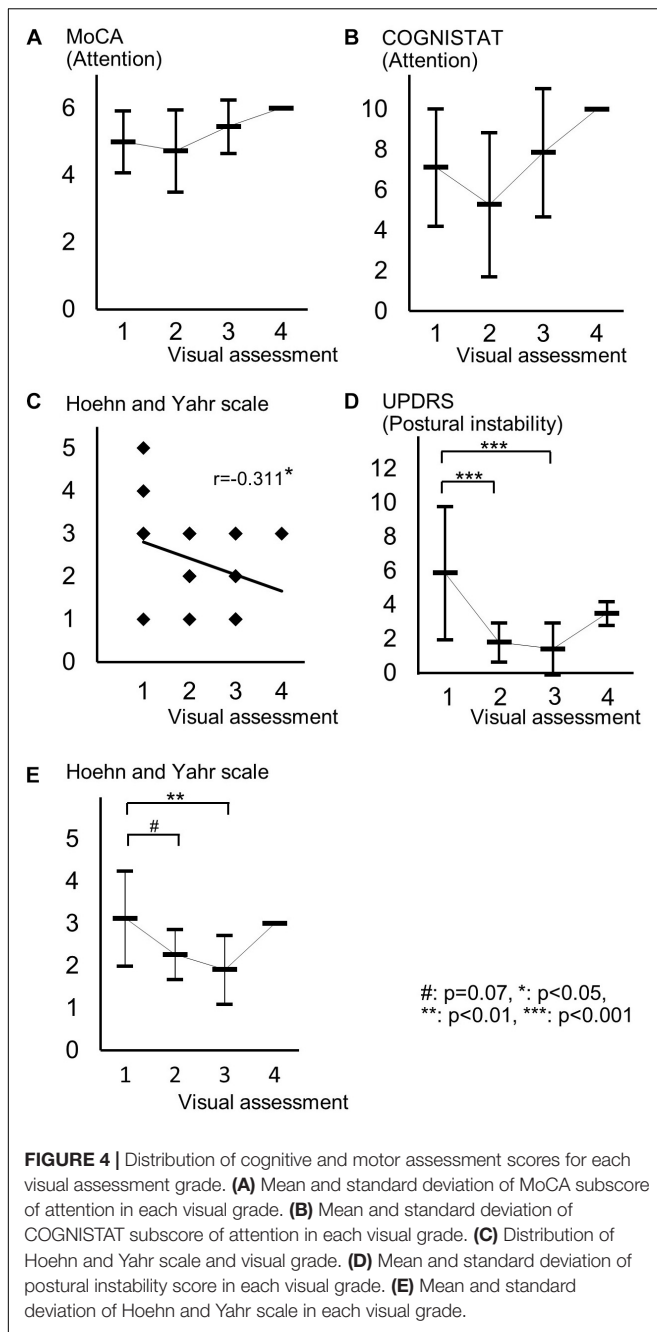 A MoCA
(Attention)
6
4
2
0
1 2 3 4
Visual assessment
B COGNISTAT
(Attention)
10
8
6
4
2
0
1 2 3 4
Visual assessment
C Hoehn and Yahr scale
5
4
3
2
1
0
r=-0.311*
1 2 3 4
Visual assessment
D UPDRS
(Postural instability)
12
10
8
6
4
2
0
***
***
1 2 3 4
Visual assessment
E Hoehn and Yahr scale
5
4
3
2
1
0
**
#
1 2 3 4
Visual assessment
#: p=0.07, *: p<0.05,
**: p<0.01, ***: p<0.001
FIGURE 4 | Distribution of cognitive and motor assessment scores for each
visual assessment grade. (A) Mean and standard deviation of MoCA subscore
of attention in each visual grade. (B) Mean and standard deviation of
COGNISTAT subscore of attention in each visual grade. (C) Distribution of
Hoehn and Yahr scale and visual grade. (D) Mean and standard deviation of
postural instability score in each visual grade. (E) Mean and standard
deviation of Hoehn and Yahr scale in each visual grade.